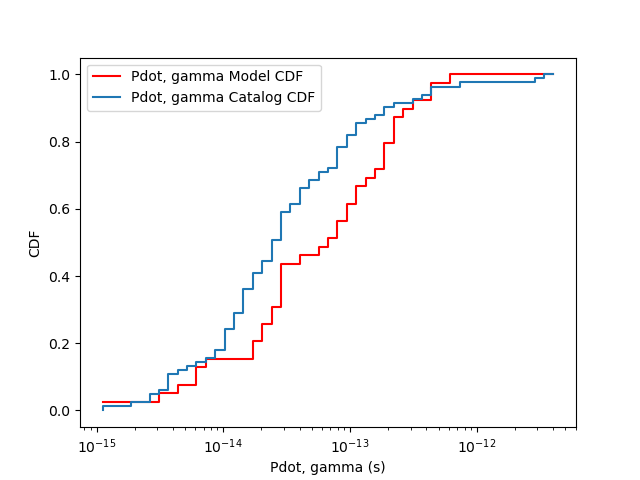 Pdot, gamma Model CDF
Pdot, gamma Catalog CDF
1.0
0.8
0.6
0.4
0.2
0.0
CDF
10⁻¹⁵ 10⁻¹⁴ 10⁻¹³ 10⁻¹²
Pdot, gamma (s)